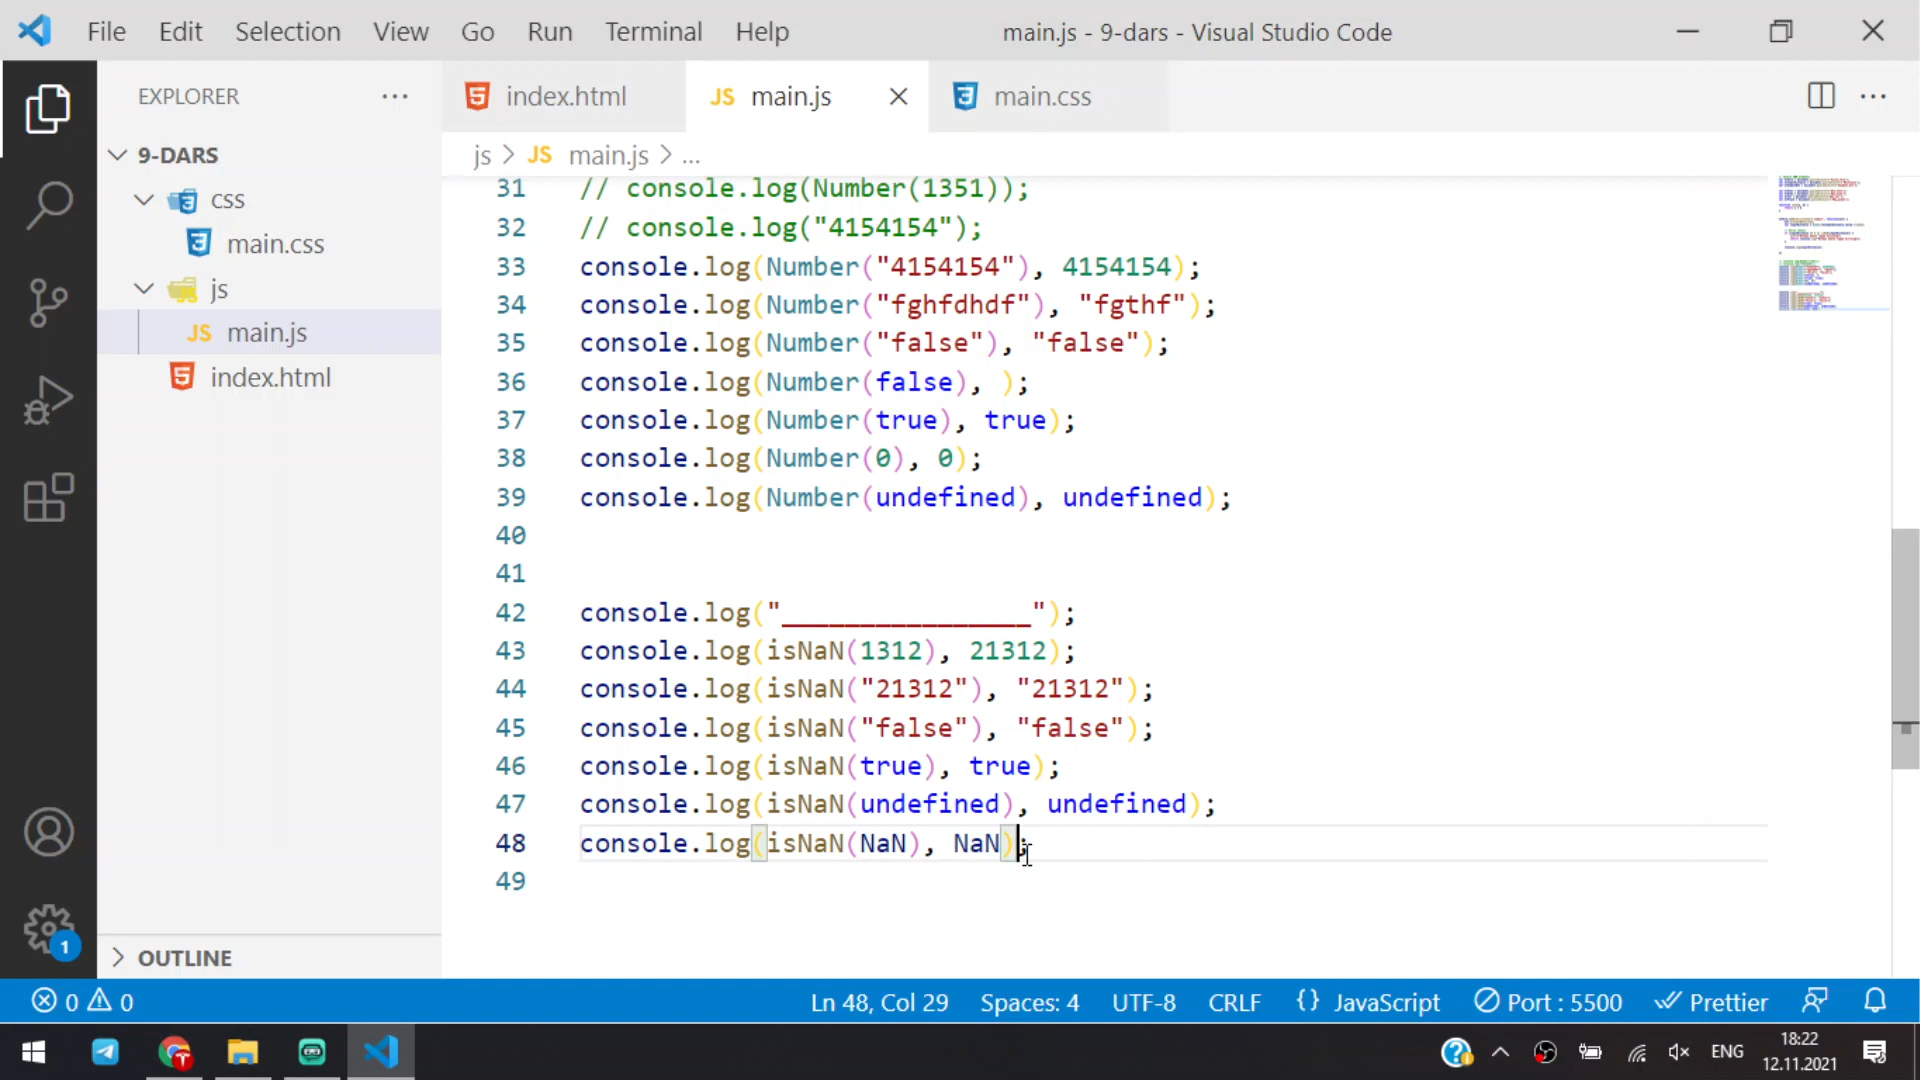 File Edit Selection View Go Run Terminal Help main.js - 9-dars - Visual Studio Code
EXPLORER
index.html
JS main.js
main.css
9-DARS
js > JS main.js > ...
css
main.css
js
JS main.js
index.html
31 // console.log(Number(1351));
32 // console.log("4154154");
33 console.log(Number("4154154"), 4154154);
34 console.log(Number("fghfdhdf"), "fgthf");
35 console.log(Number("false"), "false");
36 console.log(Number(false), );
37 console.log(Number(true), true);
38 console.log(Number(0), 0);
39 console.log(Number(undefined), undefined);
40
41
42 console.log("________________");
43 console.log(isNaN(1312), 21312);
44 console.log(isNaN("21312"), "21312");
45 console.log(isNaN("false"), "false");
46 console.log(isNaN(true), true);
47 console.log(isNaN(undefined), undefined);
48 console.log(isNaN(NaN), NaN);
49
1
OUTLINE
0 0 Ln 48, Col 29 Spaces: 4 UTF-8 CRLF {} JavaScript Port : 5500 Prettier
ENG
18:22
12.11.2021